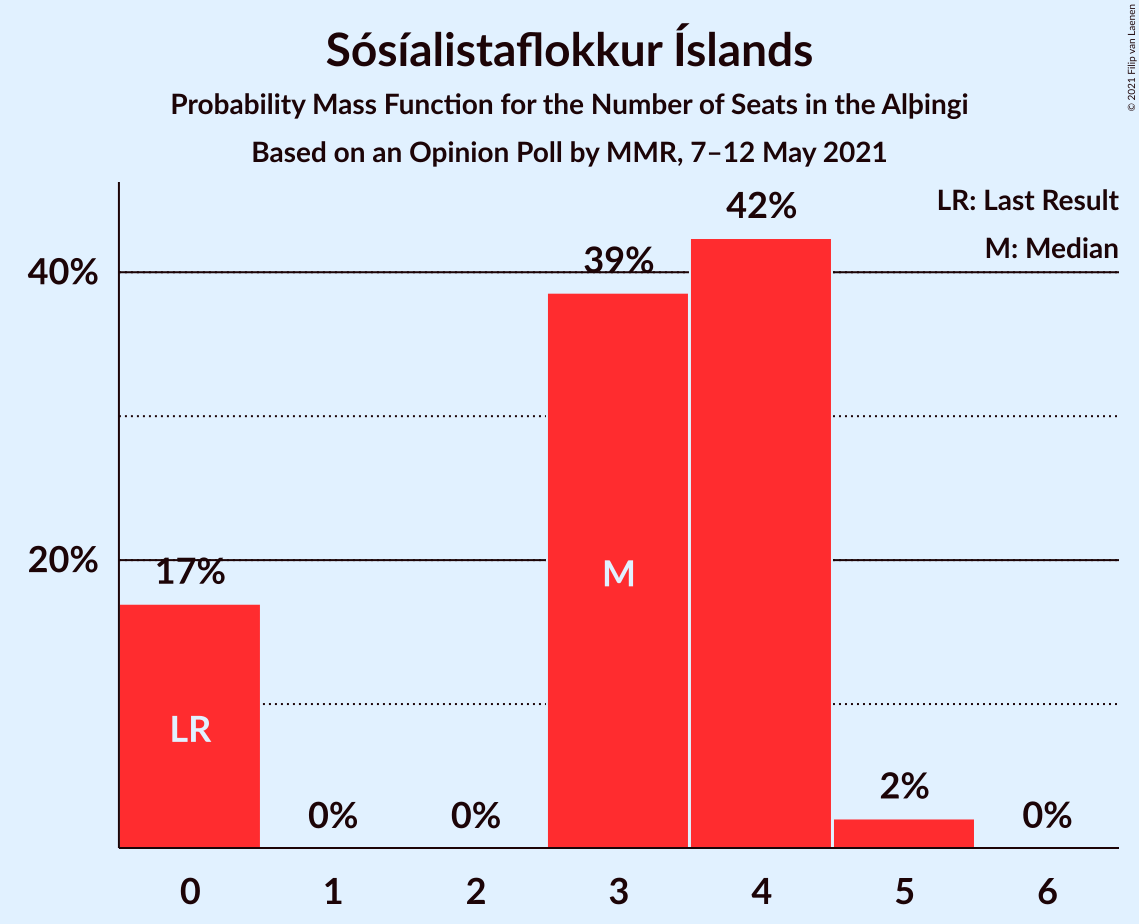 Sósíalistaflokkur Íslands
Probability Mass Function for the Number of Seats in the Alþingi
Based on an Opinion Poll by MMR, 7–12 May 2021
© 2021 Filip van Laenen
LR: Last Result
M: Median
40%
20%
17%
0%
0%
39%
42%
2%
0%
LR
M
0 1 2 3 4 5 6